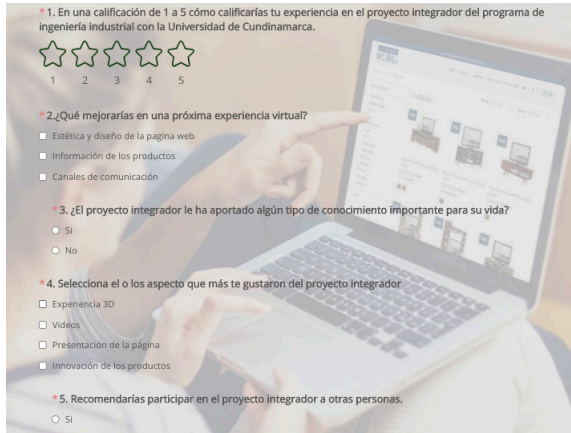 * 1. En una calificación de 1 a 5 cómo calificarías tu experiencia en el proyecto integrador del programa de
ingeniería industrial con la Universidad de Cundinamarca.
1 2 3 4 5
* 2.¿Qué mejorarías en una próxima experiencia virtual?
Estética y diseño de la pagina web
Información de los productos
Canales de comunicación
* 3. ¿El proyecto integrador le ha aportado algún tipo de conocimiento importante para su vida?
Si
No
* 4. Selecciona el o los aspecto que más te gustaron del proyecto integrador
Experiencia 3D
Videos
Presentación de la página
Innovación de los productos
* 5. Recomendarías participar en el proyecto integrador a otras personas.
Si